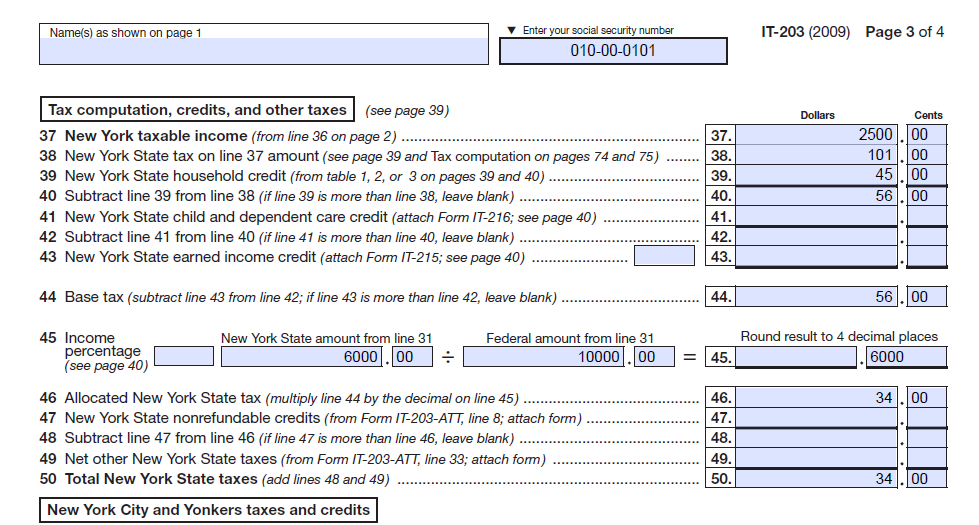 Name(s) as shown on page 1
▼ Enter your social security number
IT-203 (2009) Page 3 of 4
010-00-0101
Tax computation, credits, and other taxes (see page 39)
Dollars Cents
37 New York taxable income (from line 36 on page 2) ........ 37. 2500 . 00
38 New York State tax on line 37 amount (see page 39 and Tax computation on pages 74 and 75) ........ 38. 101 . 00
39 New York State household credit (from table 1, 2, or 3 on pages 39 and 40) ........ 39. 45 . 00
40 Subtract line 39 from line 38 (if line 39 is more than line 38, leave blank) ........ 40. 56 . 00
41 New York State child and dependent care credit (attach Form IT-216; see page 40) ........ 41. .
42 Subtract line 41 from line 40 (if line 41 is more than line 40, leave blank) ........ 42. .
43 New York State earned income credit (attach Form IT-215; see page 40) ........ 43. .
44 Base tax (subtract line 43 from line 42; if line 43 is more than line 42, leave blank) ........ 44. 56 . 00
45 Income percentage (see page 40)
New York State amount from line 31 Federal amount from line 31 Round result to 4 decimal places
6000 . 00 ÷ 10000 . 00 = 45. . 6000
46 Allocated New York State tax (multiply line 44 by the decimal on line 45) ........ 46. 34 . 00
47 New York State nonrefundable credits (from Form IT-203-ATT, line 8; attach form) ........ 47. .
48 Subtract line 47 from line 46 (if line 47 is more than line 46, leave blank) ........ 48. .
49 Net other New York State taxes (from Form IT-203-ATT, line 33; attach form) ........ 49. .
50 Total New York State taxes (add lines 48 and 49) ........ 50. 34 . 00
New York City and Yonkers taxes and credits